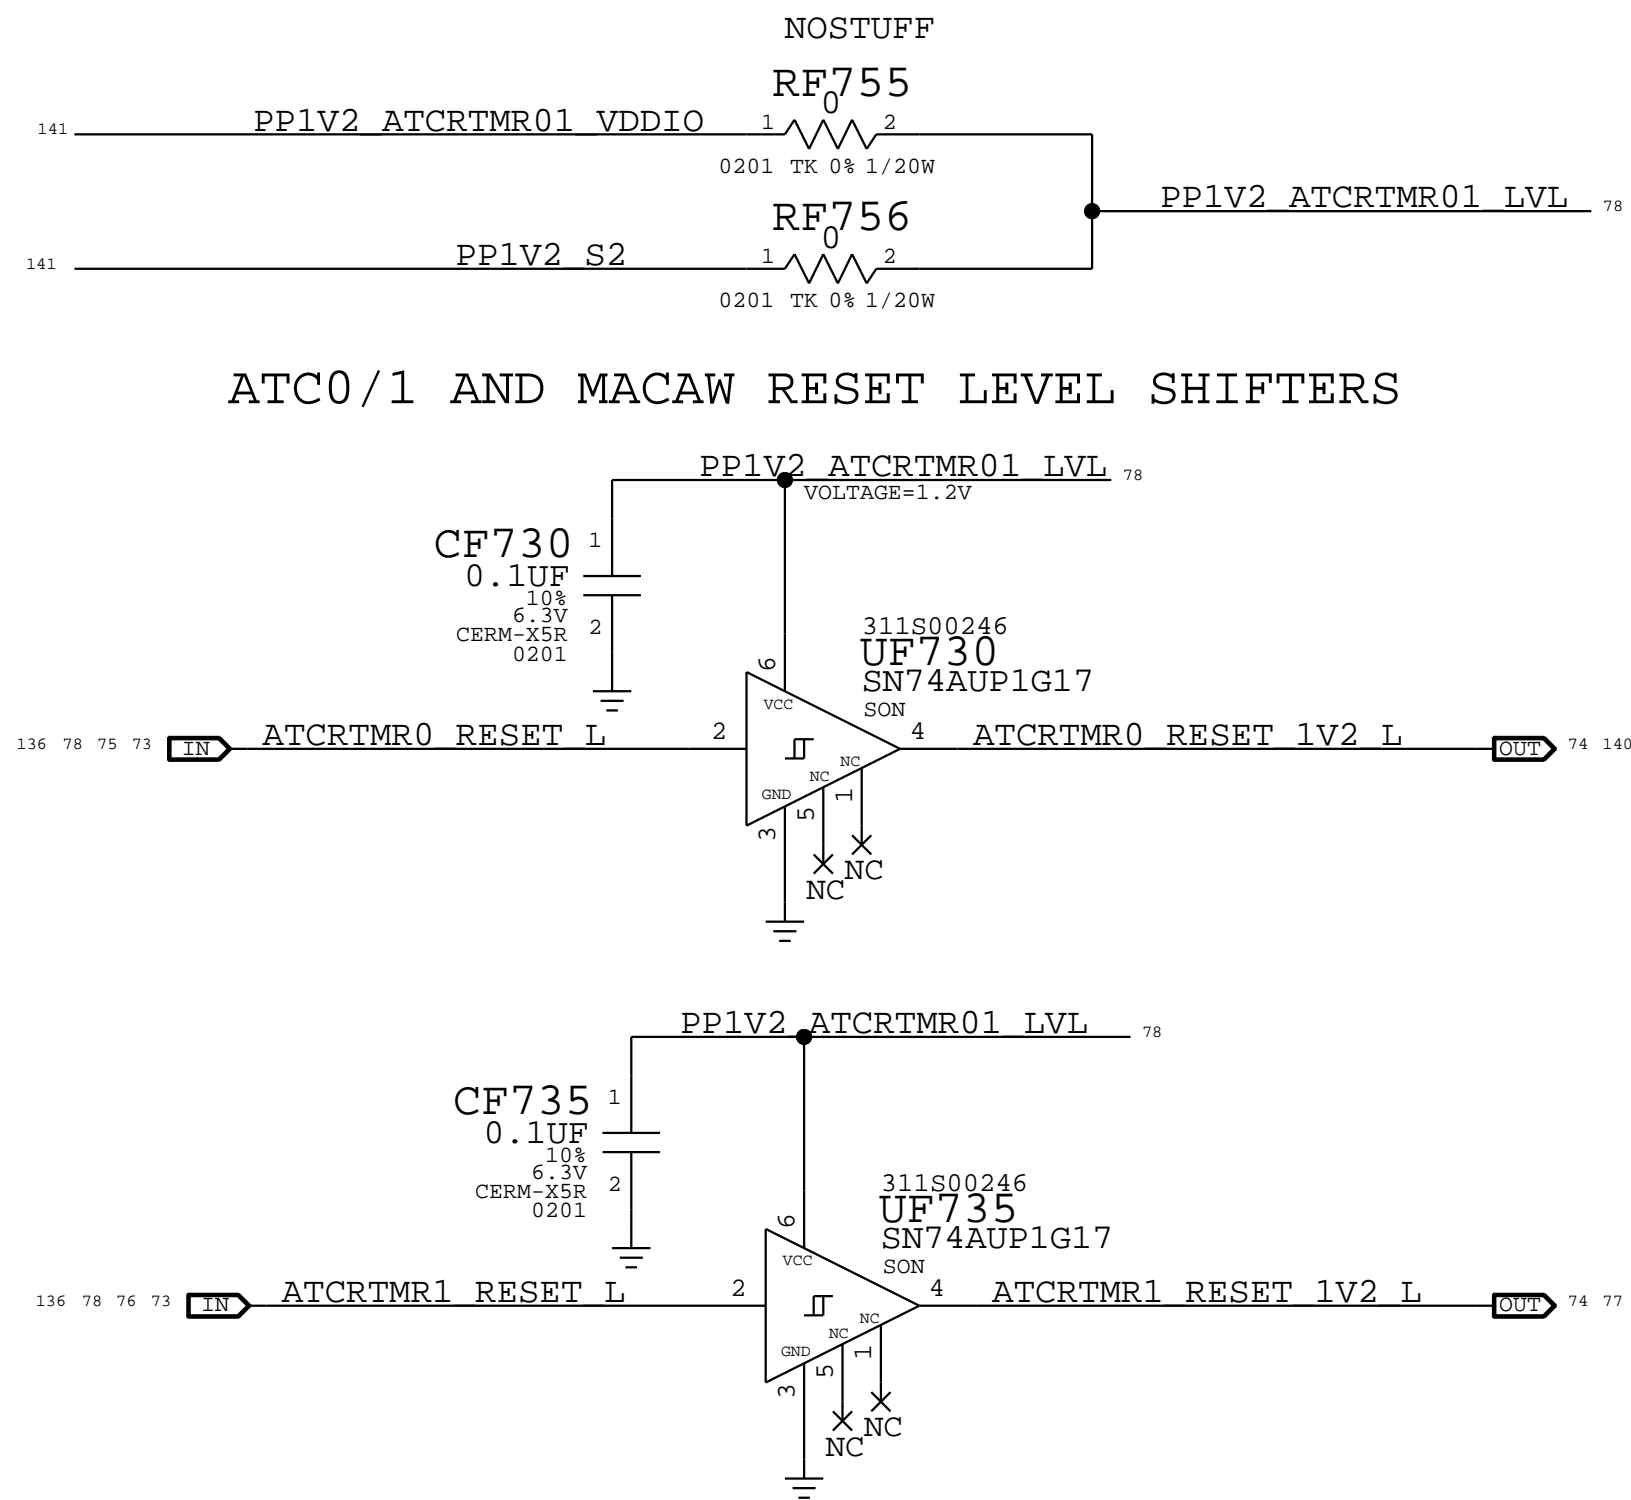 NOSTUFF
RF755
0
141 PP1V2_ATCRTMR01_VDDIO 1 2
0201 TK 0% 1/20W
PP1V2_ATCRTMR01_LVL 78
RF756
0
141 PP1V2_S2 1 2
0201 TK 0% 1/20W
ATC0/1 AND MACAW RESET LEVEL SHIFTERS
PP1V2_ATCRTMR01_LVL 78
VOLTAGE=1.2V
CF730 1
0.1UF
10%
6.3V
CERM-X5R 2
0201
311S00246
UF730
SN74AUP1G17
SON
6
VCC
136 78 75 73 IN ATCRTMR0_RESET_L 2 4 ATCRTMR0_RESET_1V2_L OUT 74 140
NC
NC
GND
1
5
3
NC
NC
PP1V2_ATCRTMR01_LVL 78
CF735 1
0.1UF
10%
6.3V
CERM-X5R 2
0201
311S00246
UF735
SN74AUP1G17
SON
6
VCC
136 78 76 73 IN ATCRTMR1_RESET_L 2 4 ATCRTMR1_RESET_1V2_L OUT 74 77
NC
NC
GND
1
5
3
NC
NC